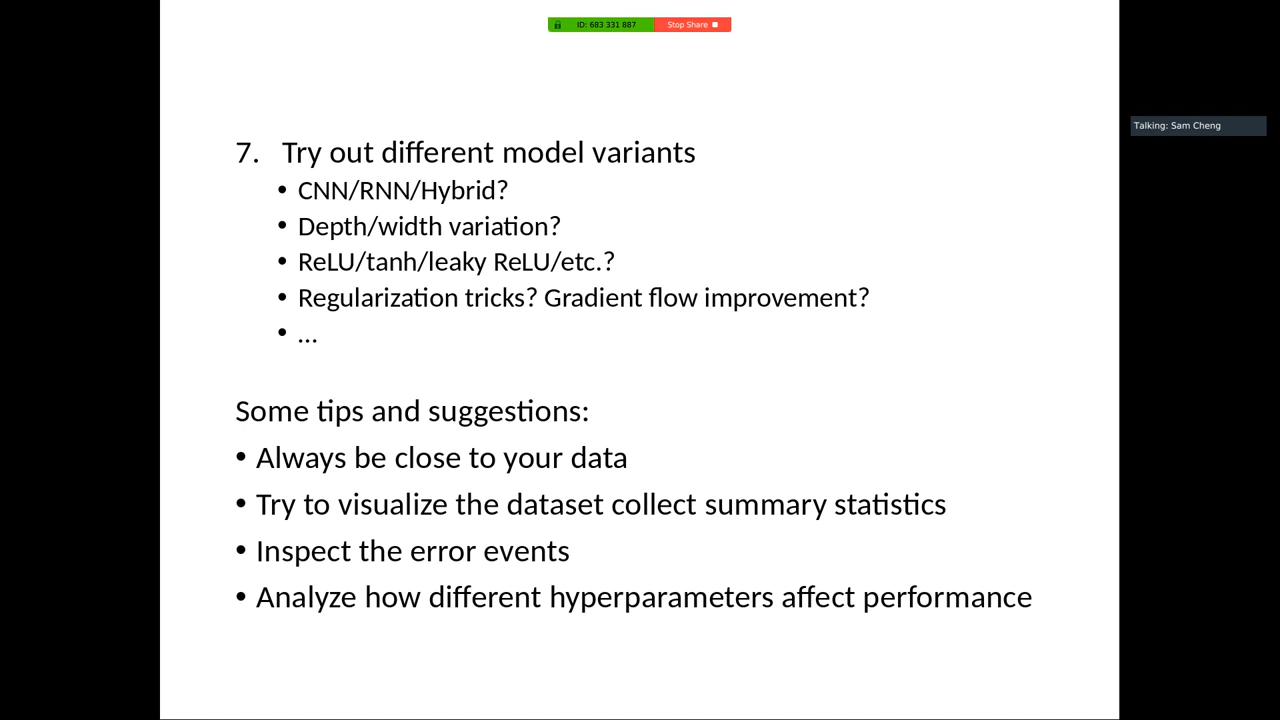 ID: 683 331 887 Stop Share
Talking: Sam Cheng
7. Try out different model variants
• CNN/RNN/Hybrid?
• Depth/width variation?
• ReLU/tanh/leaky ReLU/etc.?
• Regularization tricks? Gradient flow improvement?
• ...
Some tips and suggestions:
• Always be close to your data
• Try to visualize the dataset collect summary statistics
• Inspect the error events
• Analyze how different hyperparameters affect performance